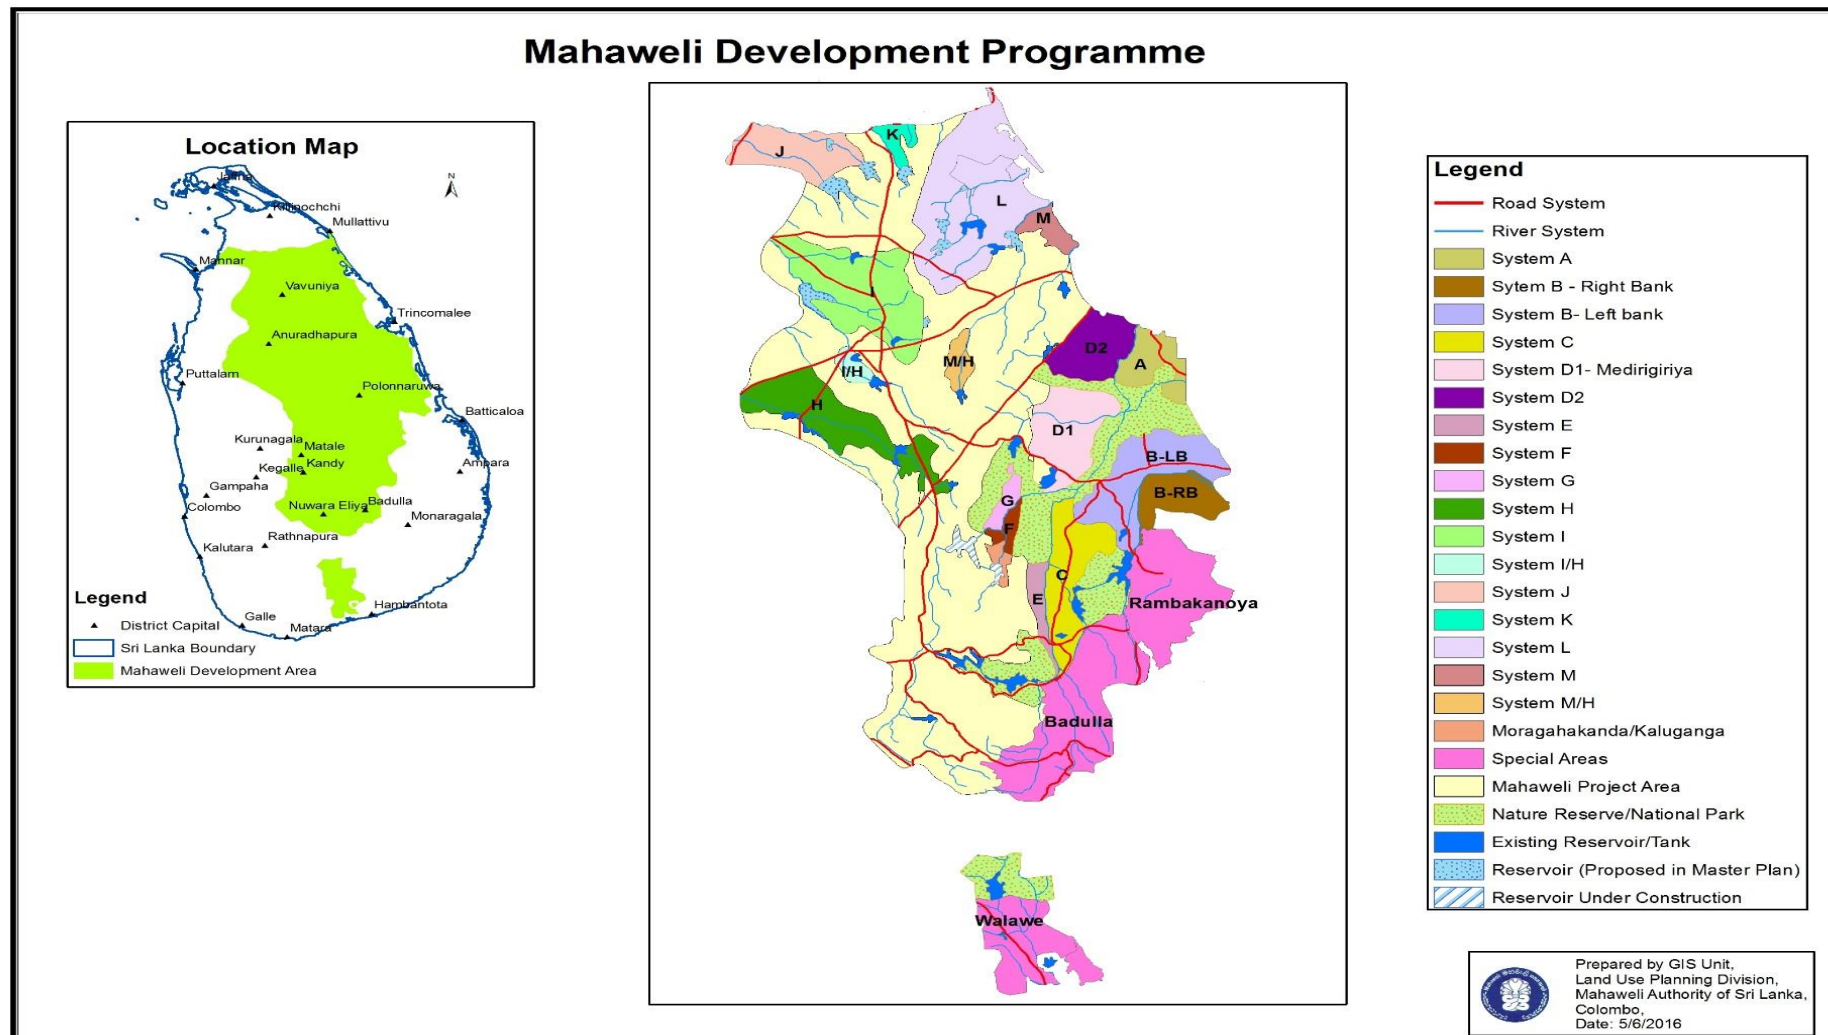 Mahaweli Development Programme
Location Map
N
Jaffna
Killinochchi
Mullattivu
Mannar
Vavuniya
Trincomalee
Anuradhapura
Puttalam
Polonnaruwa
Batticaloa
Kurunagala
Matale
Kandy
Kegalle
Ampara
Gampaha
Colombo
Nuwara Eliya
Badulla
Monaragala
Rathnapura
Kalutara
Hambantota
Galle
Matara
Legend
District Capital
Sri Lanka Boundary
Mahaweli Development Area
K
J
L
M
I
D2
A
M/H
I/H
H
D1
B-LB
B-RB
G
F
C
E
Rambakanoya
Badulla
Walawe
Legend
Road System
River System
System A
Sytem B - Right Bank
System B- Left bank
System C
System D1- Medirigiriya
System D2
System E
System F
System G
System H
System I
System I/H
System J
System K
System L
System M
System M/H
Moragahakanda/Kaluganga
Special Areas
Mahaweli Project Area
Nature Reserve/National Park
Existing Reservoir/Tank
Reservoir (Proposed in Master Plan)
Reservoir Under Construction
Prepared by GIS Unit,
Land Use Planning Division,
Mahaweli Authority of Sri Lanka,
Colombo,
Date: 5/6/2016